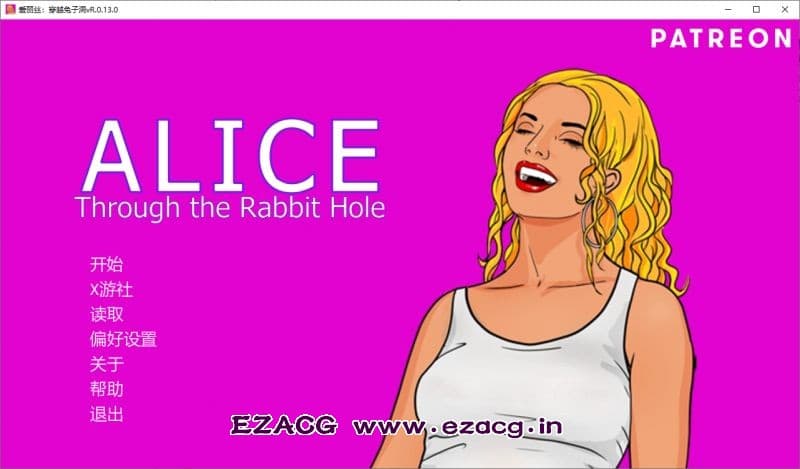 爱丽丝：穿越兔子洞vR.0.13.0
PATREON
ALICE
Through the Rabbit Hole
开始
X游社
读取
偏好设置
关于
帮助
退出
EZACG www.ezacg.in